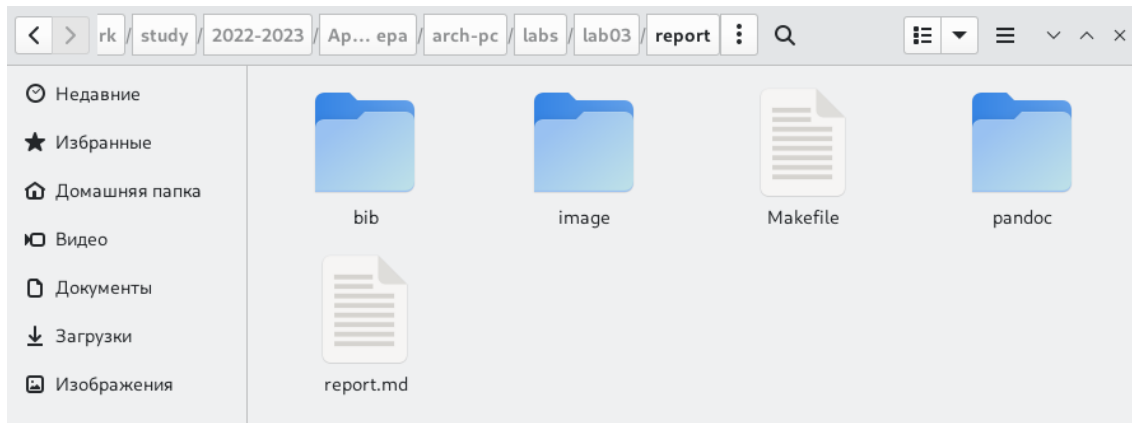 rk / study / 2022-2023 / Ар... ера / arch-pc / labs / lab03 / report
Недавние
Избранные
Домашняя папка
Видео
Документы
Загрузки
Изображения
bib
image
Makefile
pandoc
report.md